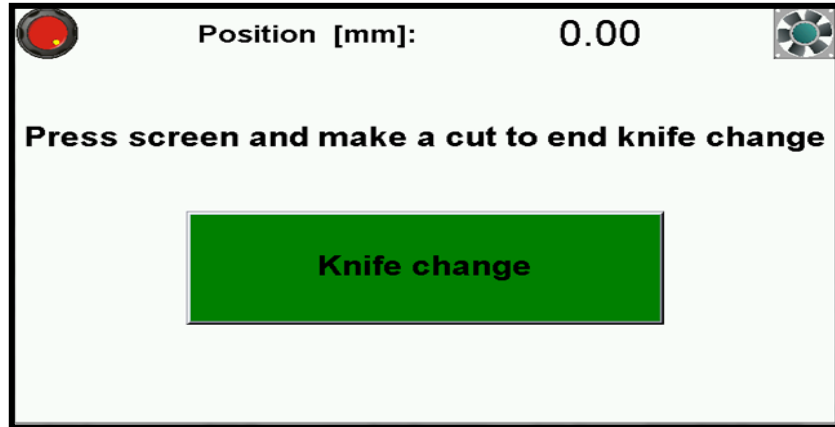 Position [mm]: 0.00
Press screen and make a cut to end knife change
Knife change